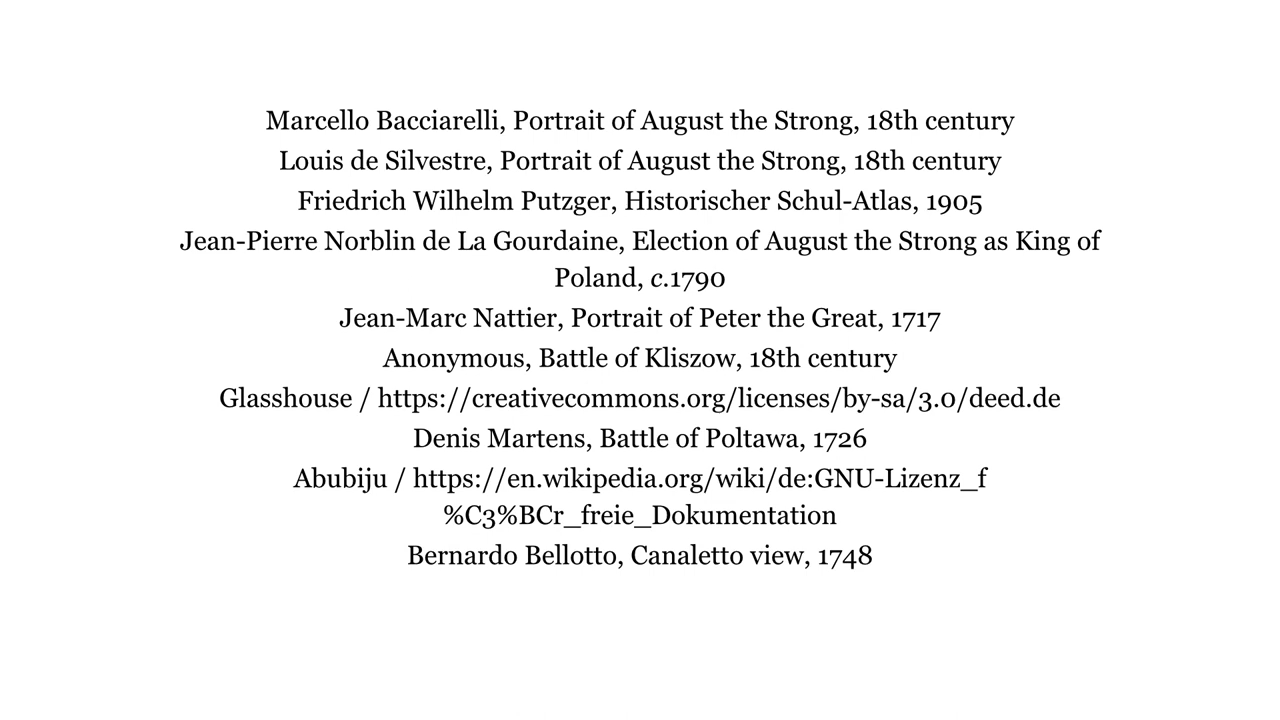 Marcello Bacciarelli, Portrait of August the Strong, 18th century
Louis de Silvestre, Portrait of August the Strong, 18th century
Friedrich Wilhelm Putzger, Historischer Schul-Atlas, 1905
Jean-Pierre Norblin de La Gourdaine, Election of August the Strong as King of
Poland, c.1790
Jean-Marc Nattier, Portrait of Peter the Great, 1717
Anonymous, Battle of Kliszow, 18th century
Glasshouse / https://creativecommons.org/licenses/by-sa/3.0/deed.de
Denis Martens, Battle of Poltawa, 1726
Abubiju / https://en.wikipedia.org/wiki/de:GNU-Lizenz_f
%C3%BCr_freie_Dokumentation
Bernardo Bellotto, Canaletto view, 1748